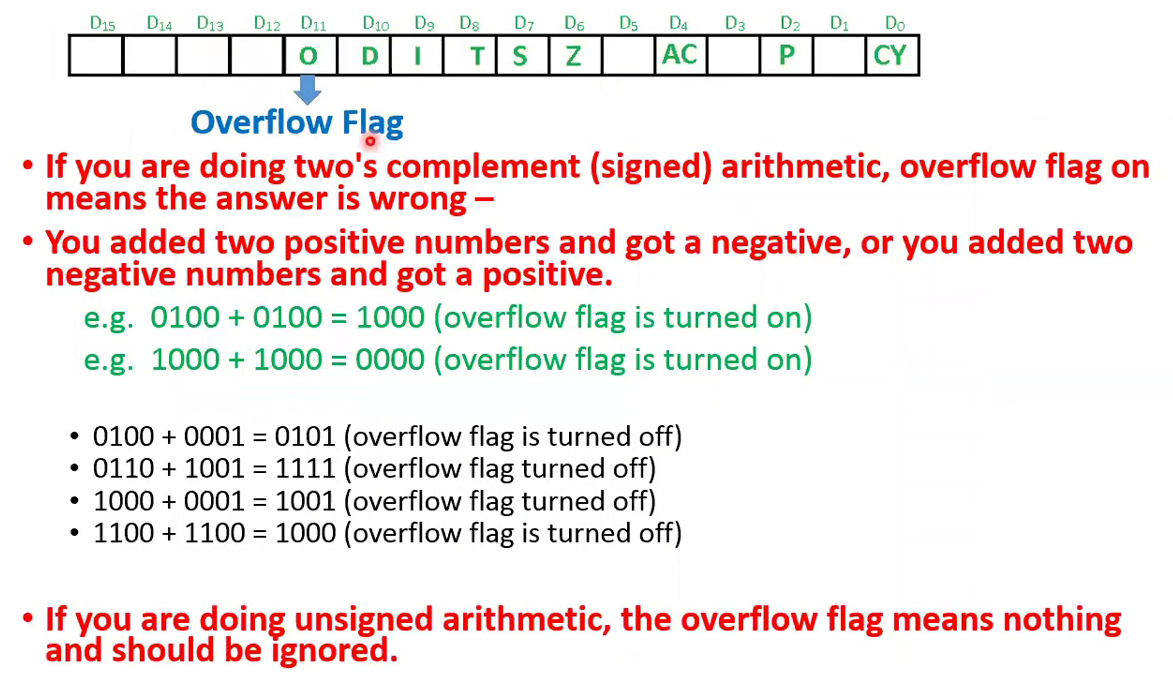 D15 D14 D13 D12 D11 D10 D9 D8 D7 D6 D5 D4 D3 D2 D1 D0
O D I T S Z AC P CY
Overflow Flag
• If you are doing two's complement (signed) arithmetic, overflow flag on
means the answer is wrong –
• You added two positive numbers and got a negative, or you added two
negative numbers and got a positive.
e.g. 0100 + 0100 = 1000 (overflow flag is turned on)
e.g. 1000 + 1000 = 0000 (overflow flag is turned on)
• 0100 + 0001 = 0101 (overflow flag is turned off)
• 0110 + 1001 = 1111 (overflow flag turned off)
• 1000 + 0001 = 1001 (overflow flag turned off)
• 1100 + 1100 = 1000 (overflow flag is turned off)
• If you are doing unsigned arithmetic, the overflow flag means nothing
and should be ignored.